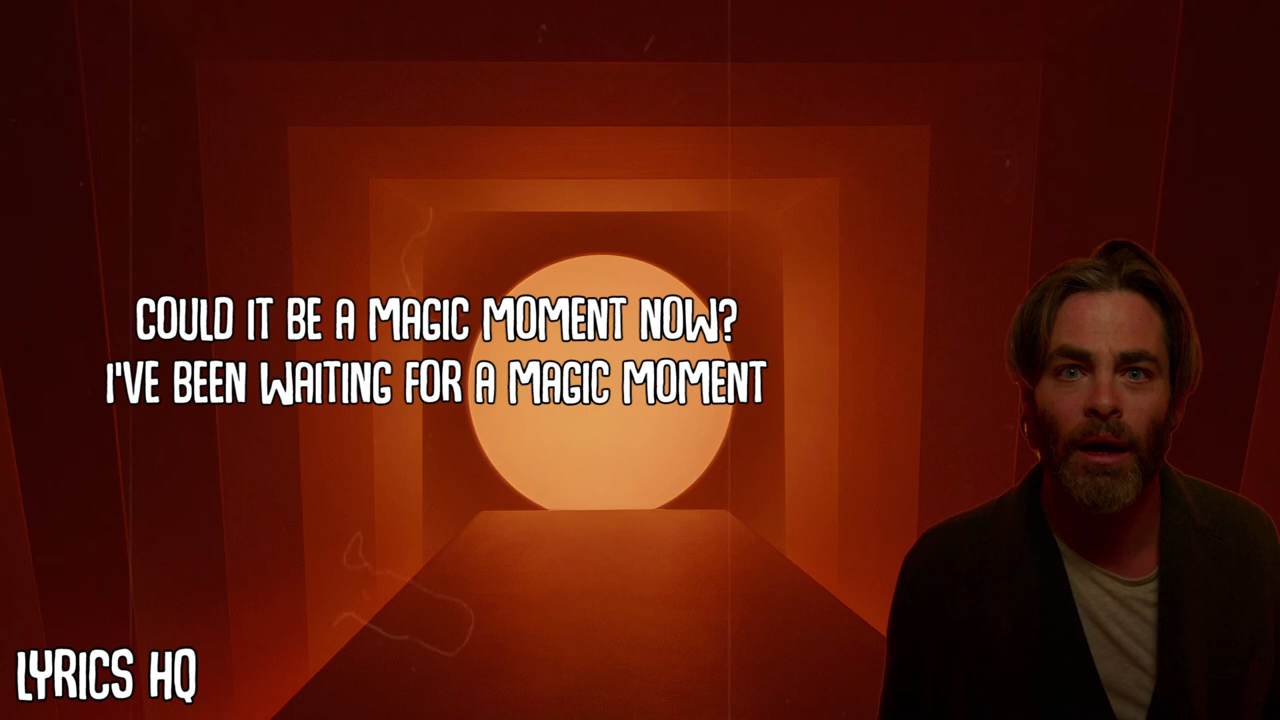 COULD IT BE A MAGIC MOMENT NOW?
I'VE BEEN WAITING FOR A MAGIC MOMENT
LYRICS HQ